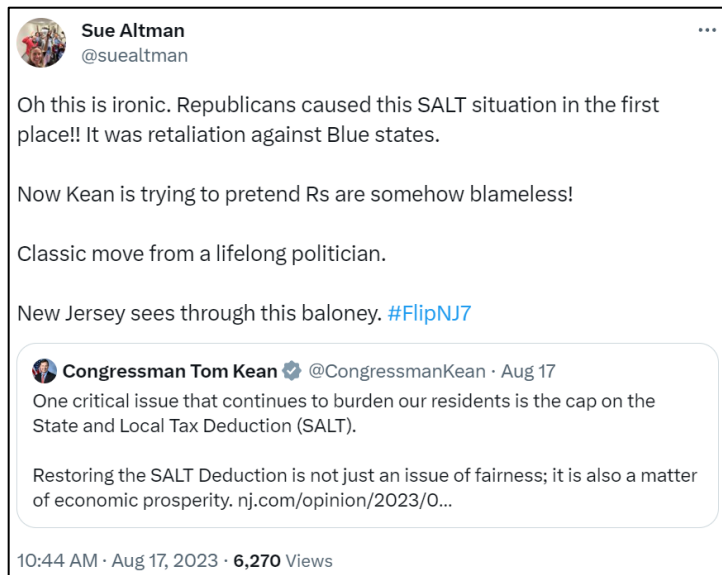 Sue Altman
@suealtman
Oh this is ironic. Republicans caused this SALT situation in the first
place!! It was retaliation against Blue states.
Now Kean is trying to pretend Rs are somehow blameless!
Classic move from a lifelong politician.
New Jersey sees through this baloney. #FlipNJ7
Congressman Tom Kean @CongressmanKean · Aug 17
One critical issue that continues to burden our residents is the cap on the
State and Local Tax Deduction (SALT).
Restoring the SALT Deduction is not just an issue of fairness; it is also a matter
of economic prosperity. nj.com/opinion/2023/0...
10:44 AM · Aug 17, 2023 · 6,270 Views